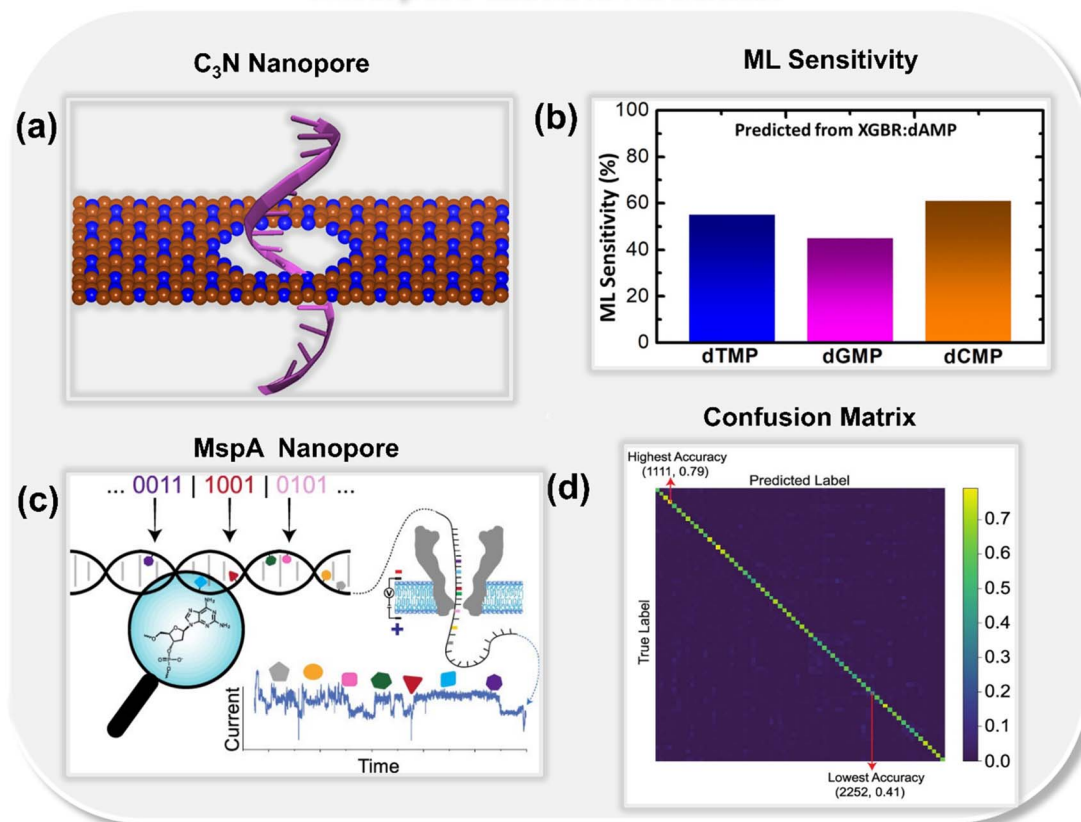 C₃N Nanopore
(a)
ML Sensitivity
(b)
Predicted from XGBR:dAMP
ML Sensitivity (%)
100
80
60
40
20
0
dTMP dGMP dCMP
MspA Nanopore
(c)
... 0011 | 1001 | 0101 ...
NH₂
N
N
N
N
NH₂
O
O
O
O=P-O⁻
O
V
+
Current
Time
Confusion Matrix
(d)
Highest Accuracy
(1111, 0.79)
Predicted Label
True Label
0.7
0.6
0.5
0.4
0.3
0.2
0.1
0.0
Lowest Accuracy
(2252, 0.41)